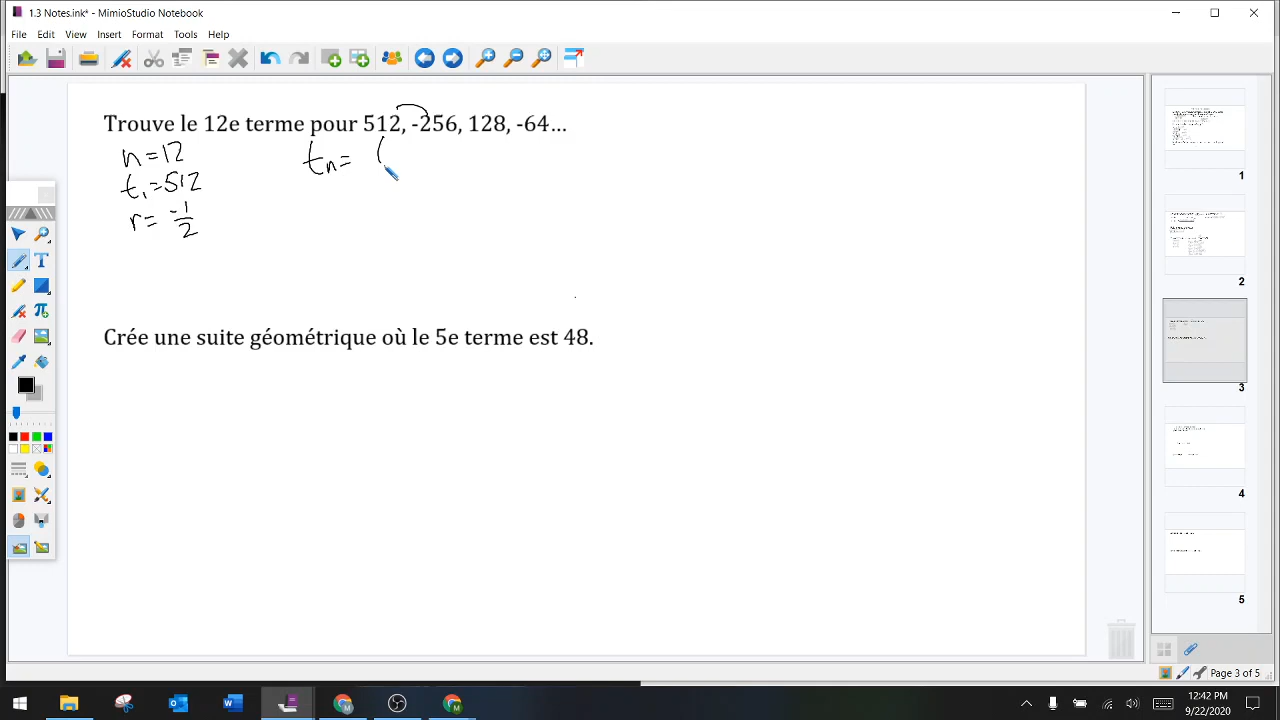 1.3 Notes.ink* - MimioStudio Notebook
File Edit View Insert Format Tools Help
Trouve le 12e terme pour 512, -256, 128, -64…
n = 12
t₁ = 512
r = -1/2
tₙ = (
Crée une suite géométrique où le 5e terme est 48.
1
2
3
4
5
Page 3 of 5
12:42 PM
9/22/2020